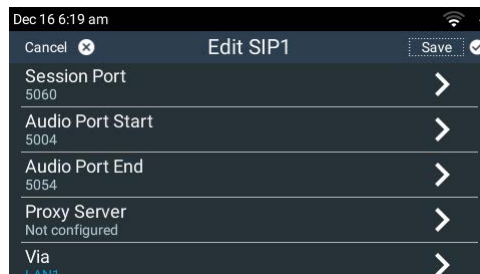 Dec 16 6:19 am
Cancel Edit SIP1 Save
Session Port
5060
Audio Port Start
5004
Audio Port End
5054
Proxy Server
Not configured
Via
LAN1